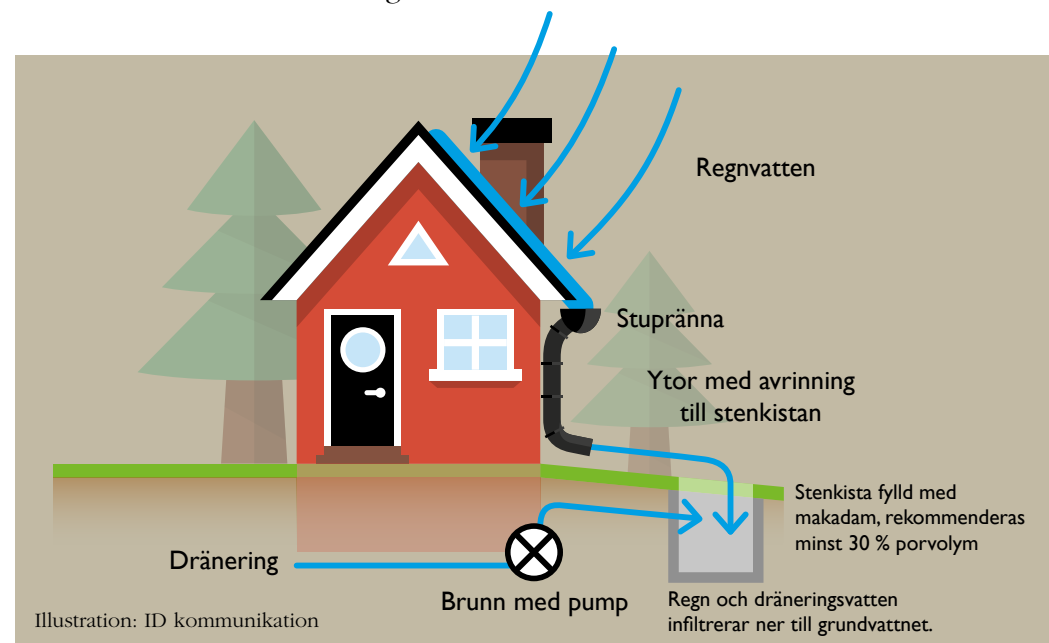 Regnvatten
Stupränna
Ytor med avrinning
till stenkistan
Stenkista fylld med
makadam, rekommenderas
minst 30 % porvolym
Dränering
Brunn med pump
Regn och dräneringsvatten
infiltrerar ner till grundvattnet.
Illustration: ID kommunikation